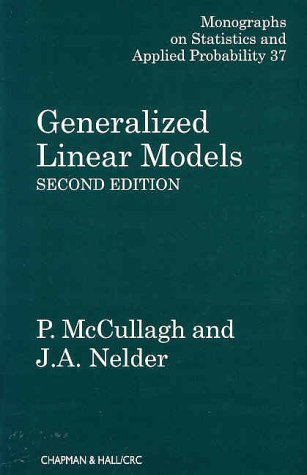 Monographs
on Statistics and
Applied Probability 37
Generalized
Linear Models
SECOND EDITION
P. McCullagh and
J.A. Nelder
CHAPMAN & HALL/CRC